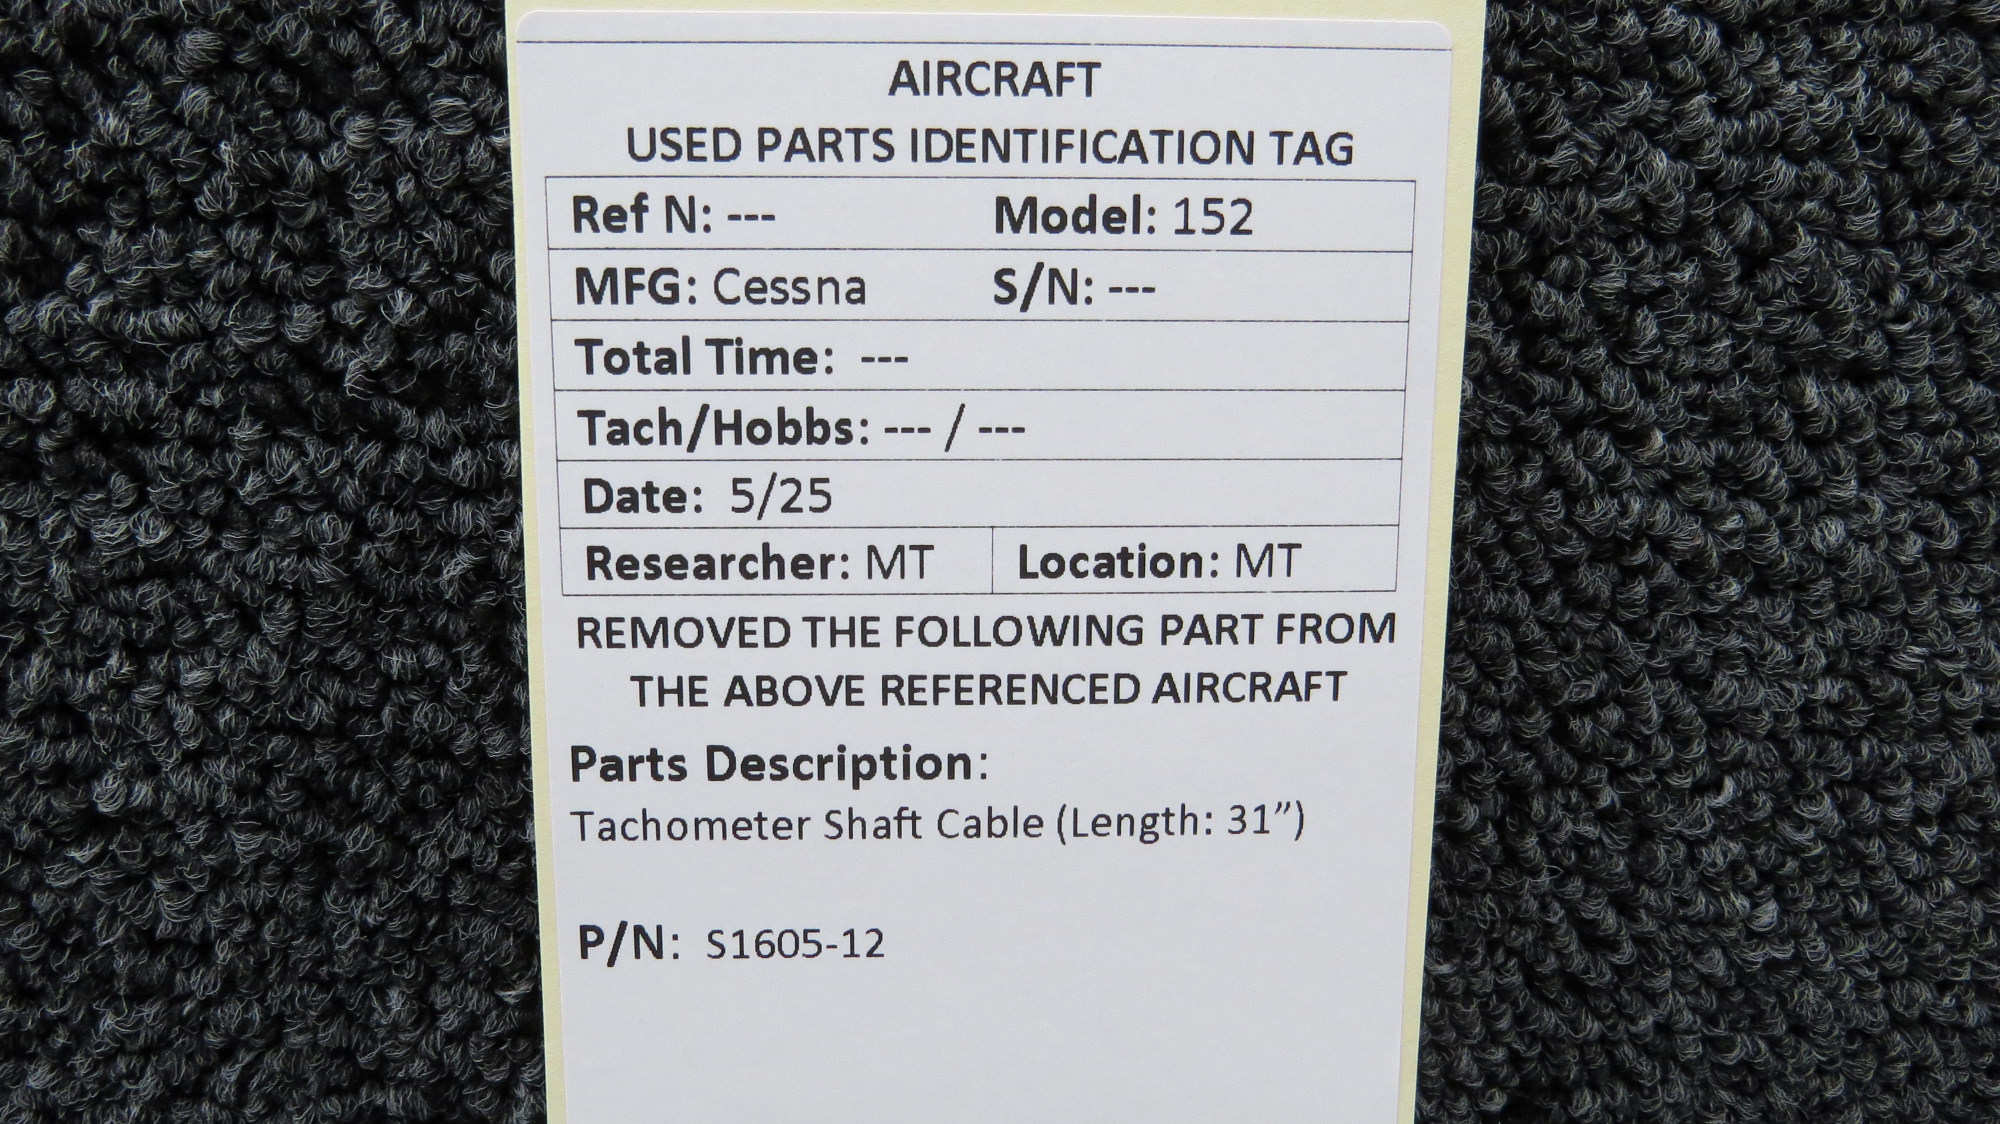 AIRCRAFT
USED PARTS IDENTIFICATION TAG
Ref N: --- Model: 152
MFG: Cessna S/N: ---
Total Time: ---
Tach/Hobbs: --- / ---
Date: 5/25
Researcher: MT Location: MT
REMOVED THE FOLLOWING PART FROM
THE ABOVE REFERENCED AIRCRAFT
Parts Description:
Tachometer Shaft Cable (Length: 31”)
P/N: S1605-12